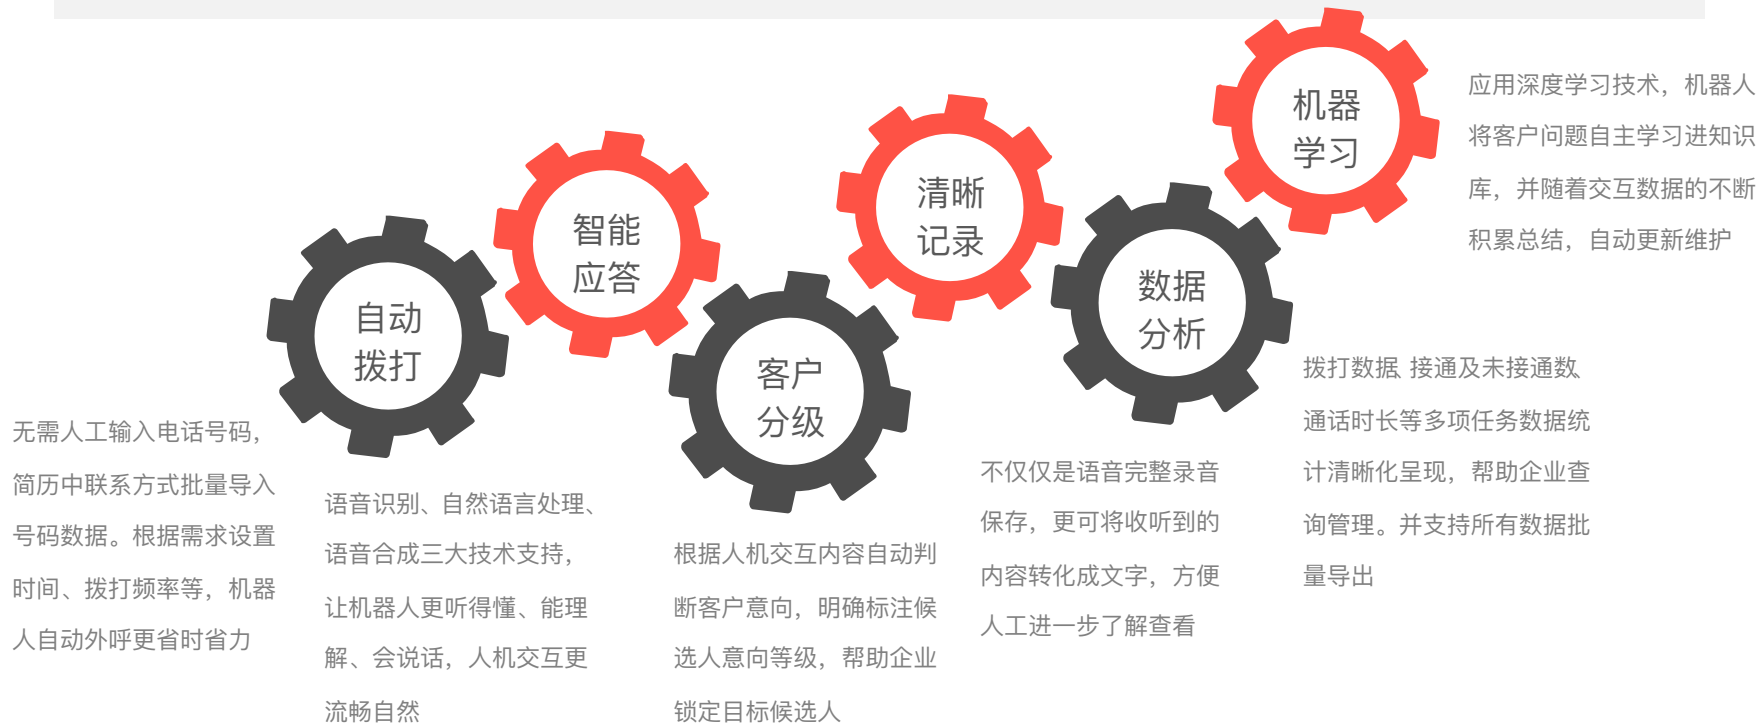 自动
拨打
无需人工输入电话号码，
简历中联系方式批量导入
号码数据。根据需求设置
时间、拨打频率等，机器
人自动外呼更省时省力
智能
应答
语音识别、自然语言处理、
语音合成三大技术支持，
让机器人更听得懂、能理
解、会说话，人机交互更
流畅自然
客户
分级
根据人机交互内容自动判
断客户意向，明确标注候
选人意向等级，帮助企业
锁定目标候选人
清晰
记录
不仅仅是语音完整录音
保存，更可将收听到的
内容转化成文字，方便
人工进一步了解查看
数据
分析
拨打数据、接通及未接通数、
通话时长等多项任务数据统
计清晰化呈现，帮助企业查
询管理。并支持所有数据批
量导出
机器
学习
应用深度学习技术，机器人
将客户问题自主学习进知识
库，并随着交互数据的不断
积累总结，自动更新维护